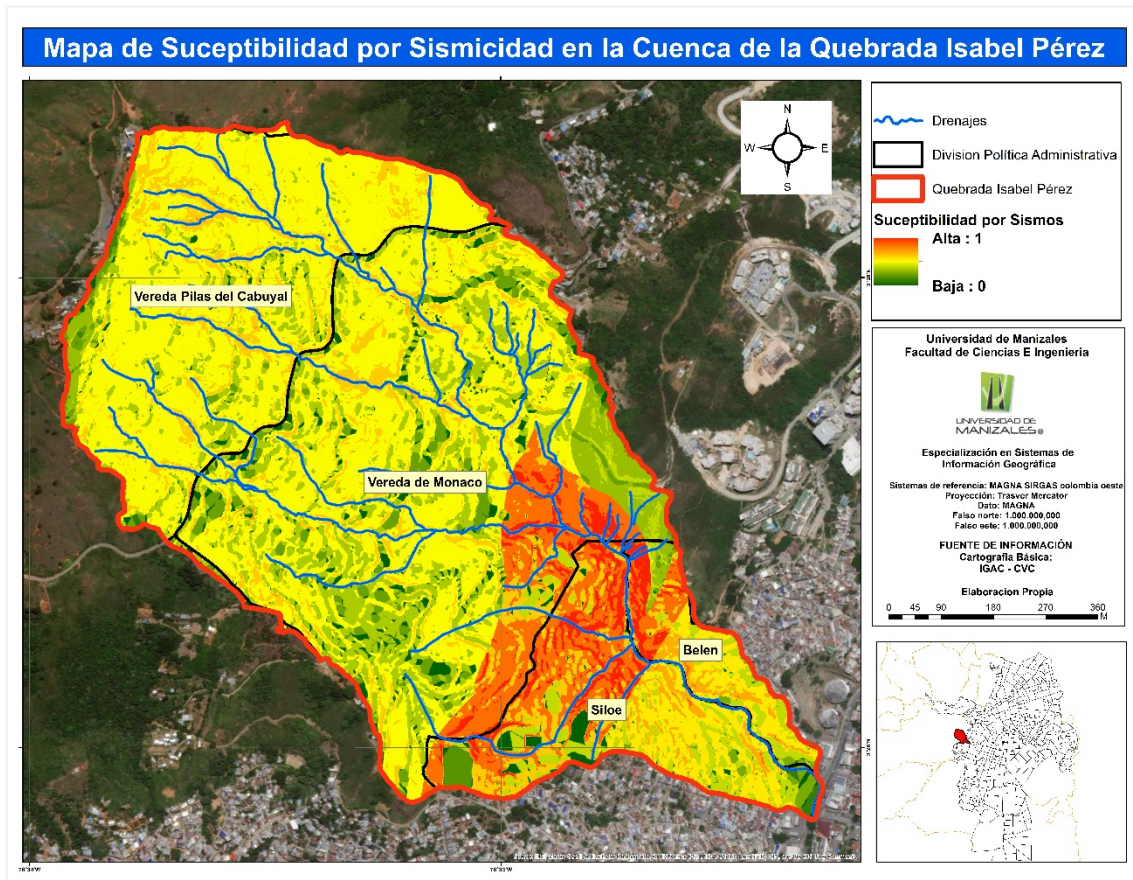 Mapa de Suceptibilidad por Sismicidad en la Cuenca de la Quebrada Isabel Pérez
N
W
E
S
Drenajes
Division Política Administrativa
Quebrada Isabel Pérez
Suceptibilidad por Sismos
Alta : 1
Baja : 0
Vereda Pilas del Cabuyal
Vereda de Monaco
Belen
Siloe
Universidad de Manizales
Facultad de Ciencias E Ingenieria
UNIVERSIDAD DE
MANIZALES
Especialización en Sistemas de
Información Geográfica
Sistemas de referencia: MAGNA SIRGAS colombia oeste
Proyección: Trasver Mercator
Dato: MAGNA
Falso norte: 1.000.000,000
Falso este: 1.000.000,000
FUENTE DE INFORMACIÓN
Cartografía Básica:
IGAC - CVC
Elaboracion Propia
0 45 90 180 270 360
M